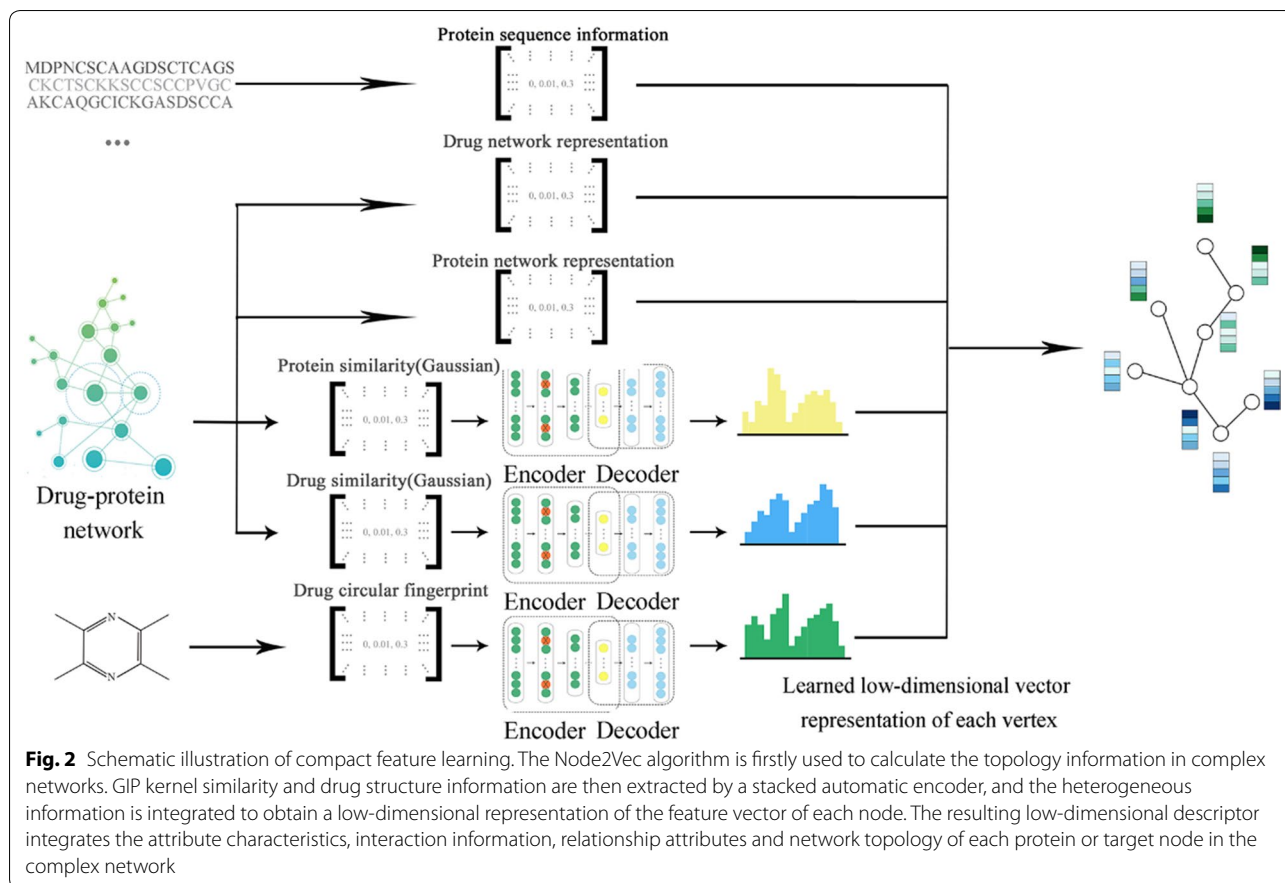 Protein sequence information
MDPNCSCAAGDSCTCAGS
CKCTSCKKSCCSCCPVGC
AKCAQGCICKGASDSCCA
...
0, 0.01, 0.3
Drug network representation
0, 0.01, 0.3
Protein network representation
0, 0.01, 0.3
Drug-protein
network
Protein similarity(Gaussian)
0, 0.01, 0.3
Encoder Decoder
Drug similarity(Gaussian)
0, 0.01, 0.3
Encoder Decoder
Drug circular fingerprint
0, 0.01, 0.3
Encoder Decoder
N
N
Learned low-dimensional vector
representation of each vertex
Fig. 2 Schematic illustration of compact feature learning. The Node2Vec algorithm is firstly used to calculate the topology information in complex
networks. GIP kernel similarity and drug structure information are then extracted by a stacked automatic encoder, and the heterogeneous
information is integrated to obtain a low-dimensional representation of the feature vector of each node. The resulting low-dimensional descriptor
integrates the attribute characteristics, interaction information, relationship attributes and network topology of each protein or target node in the
complex network